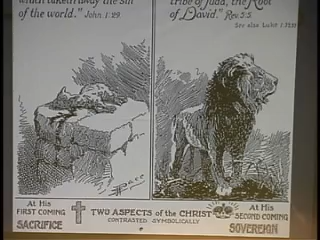 which taketh away the sin
of the world." John 1:29
tribe of Juda, the Root
of David." Rev. 5:5
See also Luke 1:32,33
At His
FIRST COMING
SACRIFICE
TWO ASPECTS of the CHRIST
CONTRASTED SYMBOLICALLY
At His
SECOND COMING
SOVEREIGN